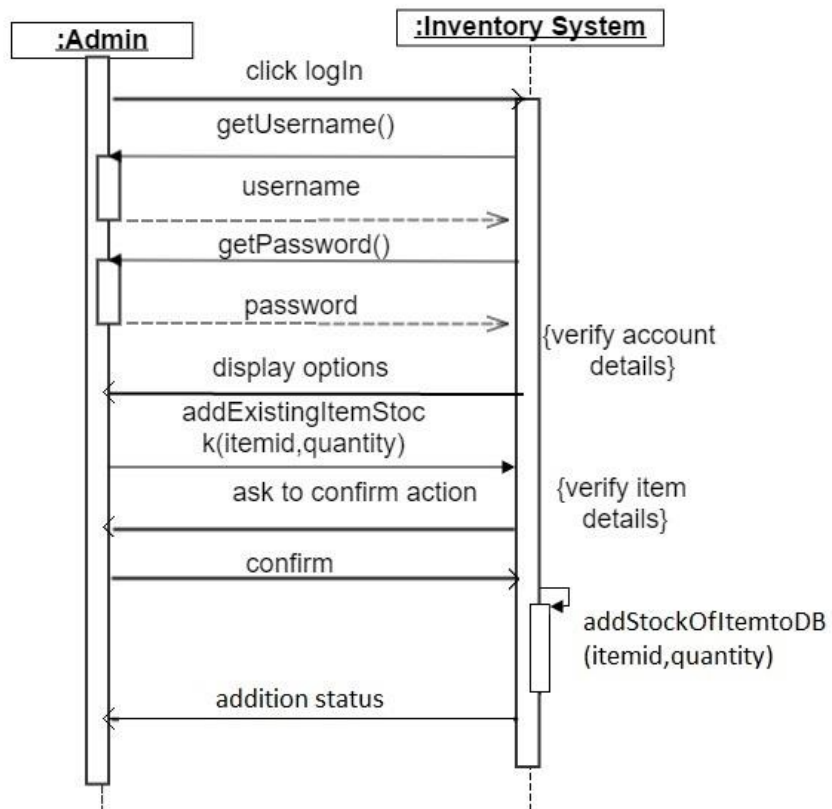 :Admin
:Inventory System
click logIn
getUsername()
username
getPassword()
password
{verify account
details}
display options
addExistingItemStoc
k(itemid,quantity)
ask to confirm action
{verify item
details}
confirm
addStockOfItemtoDB
(itemid,quantity)
addition status